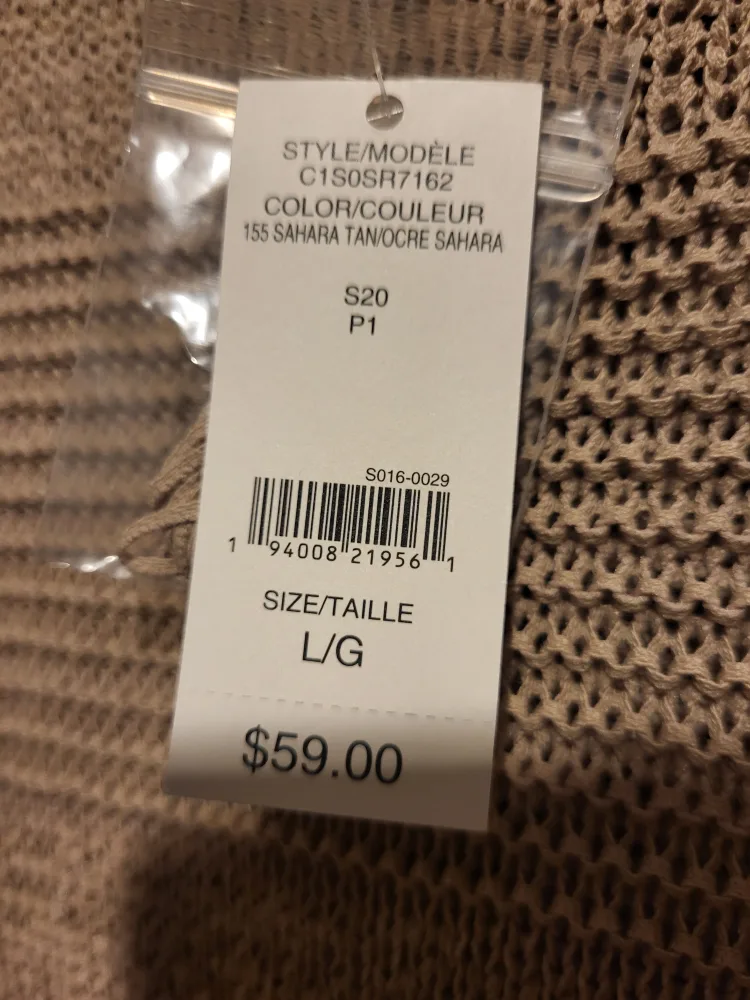 STYLE/MODÈLE
C1S0SR7162
COLOR/COULEUR
155 SAHARA TAN/OCRE SAHARA
S20
P1
S016-0029
1 94008 21956 1
SIZE/TAILLE
L/G
$59.00